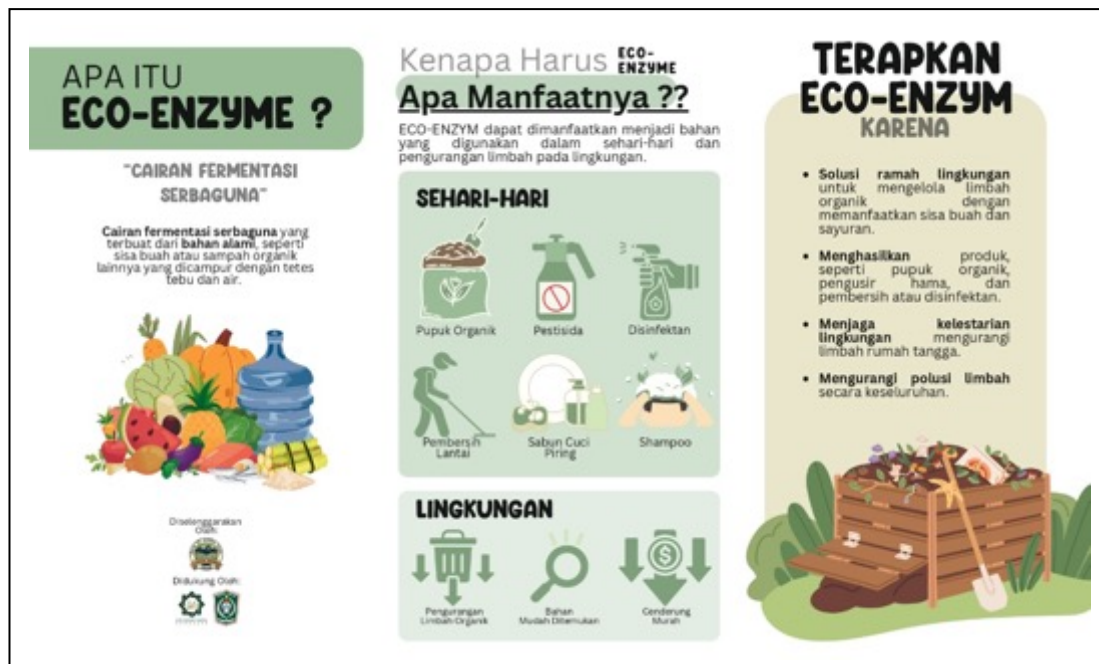 APA ITU
ECO-ENZYME ?
"CAIRAN FERMENTASI
SERBAGUNA"
Cairan fermentasi serbaguna yang
terbuat dari bahan alami, seperti
sisa buah atau sampah organik
lainnya yang dicampur dengan tetes
tebu dan air.
Diselenggarakan
Oleh:
Didukung Oleh:
Kenapa Harus ECO-
ENZYME
Apa Manfaatnya ??
ECO-ENZYM dapat dimanfaatkan menjadi bahan
yang digunakan dalam sehari-hari dan
pengurangan limbah pada lingkungan.
SEHARI-HARI
Pupuk Organik
Pestisida
Disinfektan
Pembersih
Lantai
Sabun Cuci
Piring
Shampoo
LINGKUNGAN
Pengurangan
Limbah Organik
Bahan
Mudah Ditemukan
Cenderung
Murah
TERAPKAN
ECO-ENZYM
KARENA
• Solusi ramah lingkungan
untuk mengelola limbah
organik dengan
memanfaatkan sisa buah dan
sayuran.
• Menghasilkan produk,
seperti pupuk organik,
pengusir hama, dan
pembersih atau disinfektan.
• Menjaga kelestarian
lingkungan mengurangi
limbah rumah tangga.
• Mengurangi polusi limbah
secara keseluruhan.